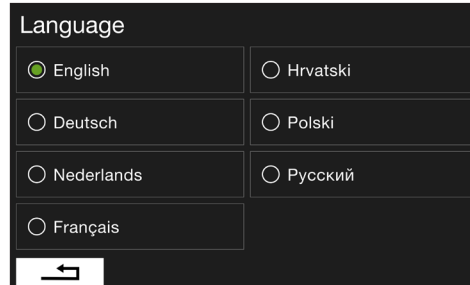 Language
English
Hrvatski
Deutsch
Polski
Nederlands
Русский
Français